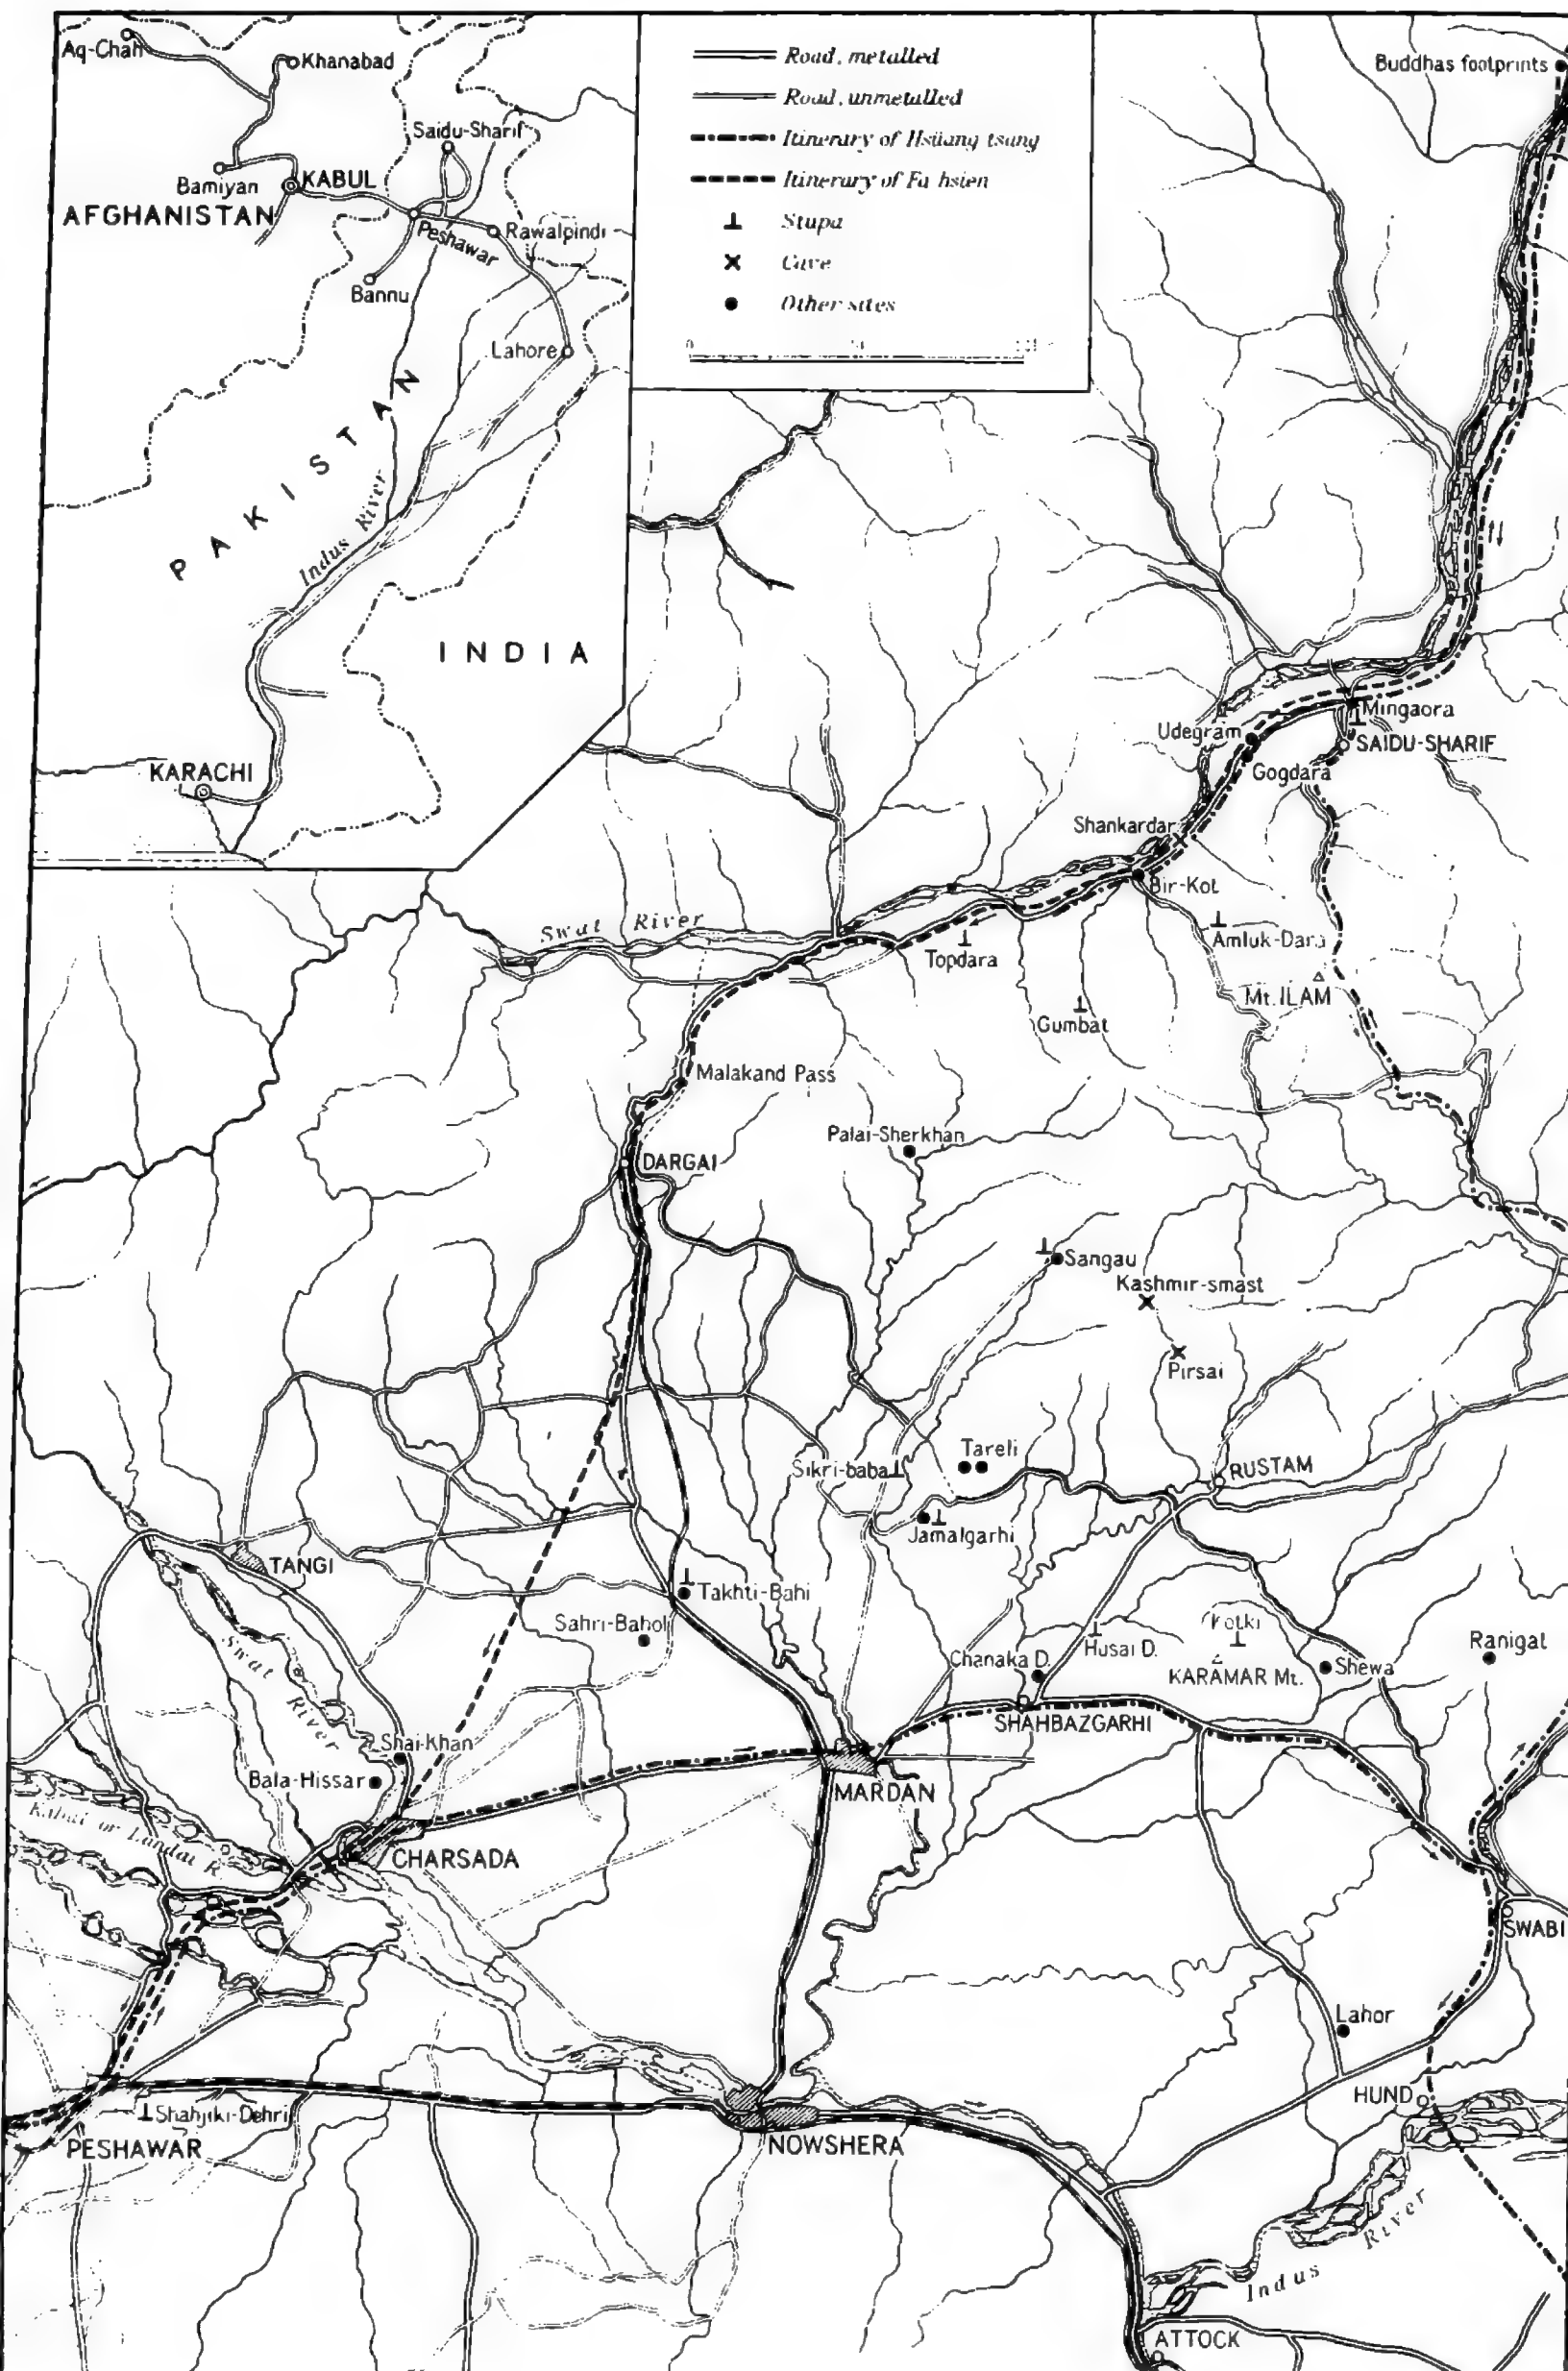 Aq-Chah
Khanabad
Saidu-Sharif
Bamiyan
KABUL
AFGHANISTAN
Peshawar
Rawalpindi
Bannu
Lahore
PAKISTAN
Indus River
INDIA
KARACHI
Road, metalled
Road, unmetalled
Itinerary of Hsüang tsang
Itinerary of Fa hsien
Stupa
Cave
Other sites
0
Buddhas footprints
Mingaora
Udegram
SAIDU-SHARIF
Gogdara
Shankardar
Bir-Kot
Swat River
Amluk-Dara
Topdara
Mt. ILAM
Gumbat
Malakand Pass
Palai-Sherkhan
DARGAI
Sangau
Kashmir-smast
Pirsai
Tareli
Sikri-baba
RUSTAM
Jamalgarhi
TANGI
Takhti-Bahi
Sahri-Bahol
Kotki
Husai D.
Chanaka D.
KARAMAR Mt.
Shewa
Ranigat
Swat River
SHAHBAZGARHI
Shai-Khan
Bala-Hissar
MARDAN
Kabul or Landai R.
CHARSADA
SWABI
Lahor
HUND
Shahjiki-Dehri
PESHAWAR
NOWSHERA
Indus River
ATTOCK